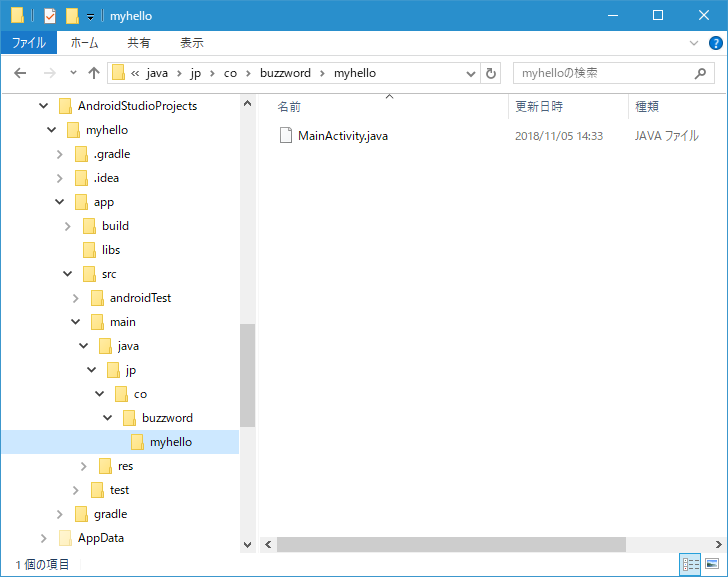 myhello
ファイル ホーム 共有 表示
« java › jp › co › buzzword › myhello myhelloの検索
AndroidStudioProjects
myhello
.gradle
.idea
app
build
libs
src
androidTest
main
java
jp
co
buzzword
myhello
res
test
gradle
AppData
名前 更新日時 種類
MainActivity.java 2018/11/05 14:33 JAVA ファイル
1 個の項目